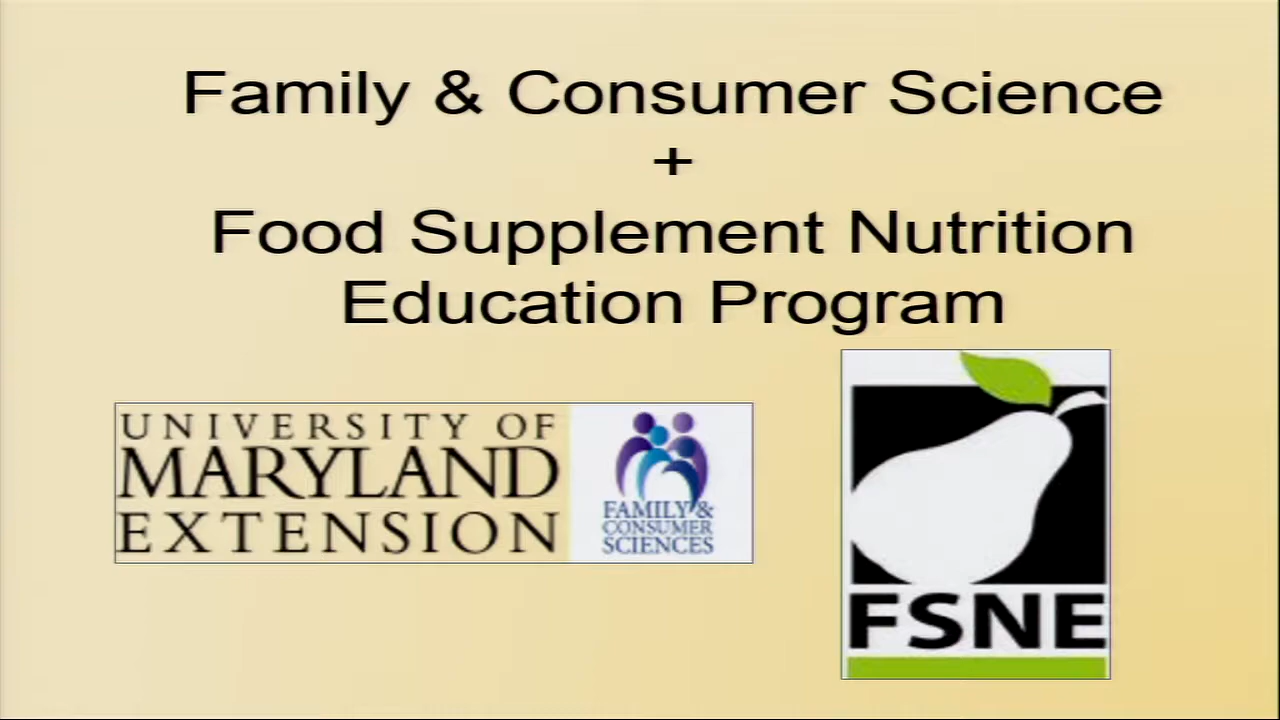 Family & Consumer Science
+
Food Supplement Nutrition
Education Program
UNIVERSITY OF
MARYLAND
EXTENSION
FAMILY &
CONSUMER
SCIENCES
FSNE